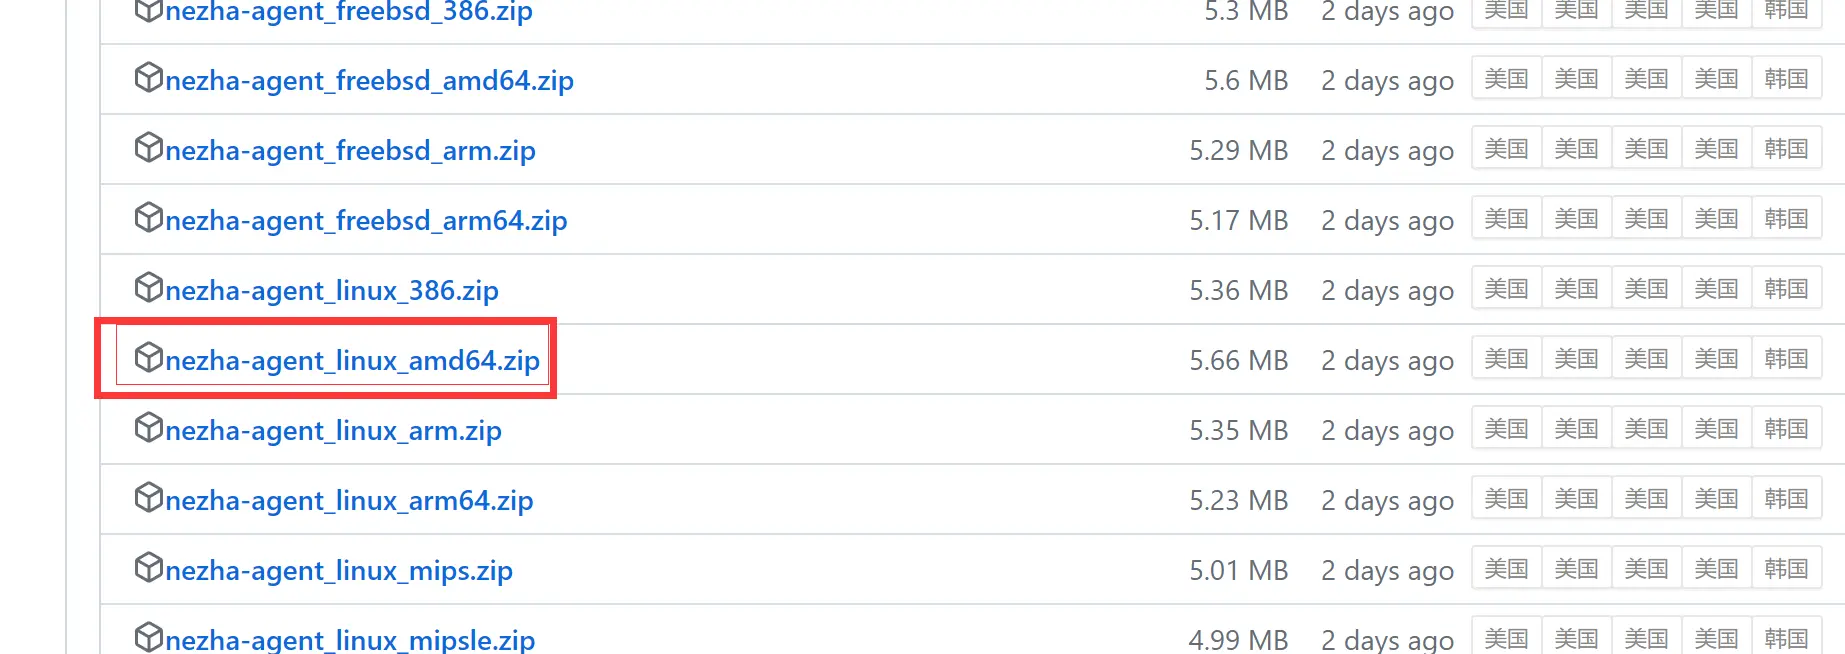 nezha-agent_freebsd_386.zip 5.3 MB 2 days ago 美国 美国 美国 美国 韩国
nezha-agent_freebsd_amd64.zip 5.6 MB 2 days ago 美国 美国 美国 美国 韩国
nezha-agent_freebsd_arm.zip 5.29 MB 2 days ago 美国 美国 美国 美国 韩国
nezha-agent_freebsd_arm64.zip 5.17 MB 2 days ago 美国 美国 美国 美国 韩国
nezha-agent_linux_386.zip 5.36 MB 2 days ago 美国 美国 美国 美国 韩国
nezha-agent_linux_amd64.zip 5.66 MB 2 days ago 美国 美国 美国 美国 韩国
nezha-agent_linux_arm.zip 5.35 MB 2 days ago 美国 美国 美国 美国 韩国
nezha-agent_linux_arm64.zip 5.23 MB 2 days ago 美国 美国 美国 美国 韩国
nezha-agent_linux_mips.zip 5.01 MB 2 days ago 美国 美国 美国 美国 韩国
nezha-agent_linux_mipsle.zip 4.99 MB 2 days ago 美国 美国 美国 美国 韩国